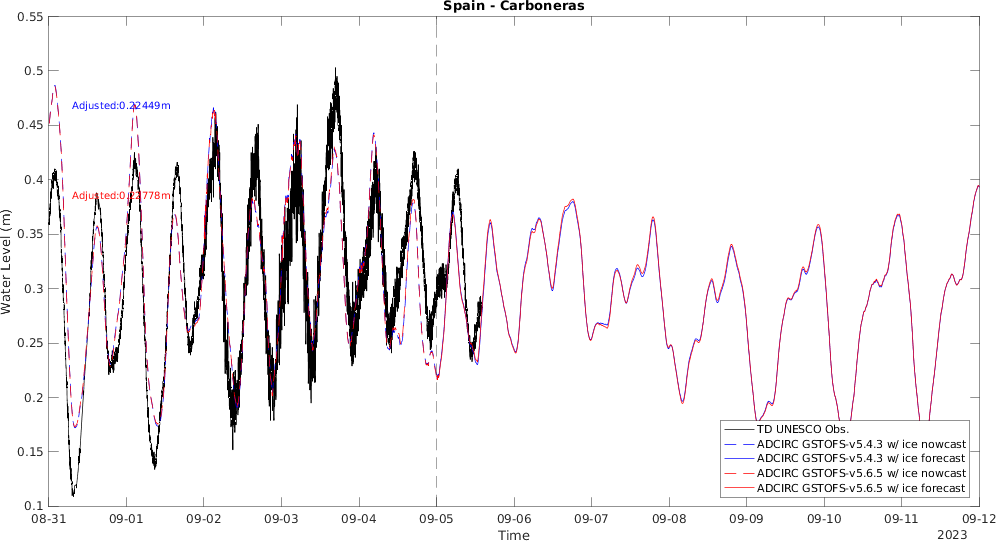 Spain - Carboneras
0.55
0.5
0.45
0.4
0.35
0.3
0.25
0.2
0.15
0.1
Water Level (m)
Adjusted:0.22449m
Adjusted:0.22778m
TD UNESCO Obs.
ADCIRC GSTOFS-v5.4.3 w/ ice nowcast
ADCIRC GSTOFS-v5.4.3 w/ ice forecast
ADCIRC GSTOFS-v5.6.5 w/ ice nowcast
ADCIRC GSTOFS-v5.6.5 w/ ice forecast
08-31 09-01 09-02 09-03 09-04 09-05 09-06 09-07 09-08 09-09 09-10 09-11 09-12
Time
2023